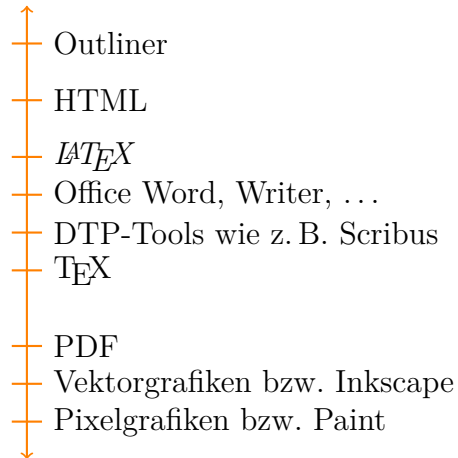 Outliner
HTML
LATEX
Office Word, Writer, …
DTP-Tools wie z. B. Scribus
TEX
PDF
Vektorgrafiken bzw. Inkscape
Pixelgrafiken bzw. Paint